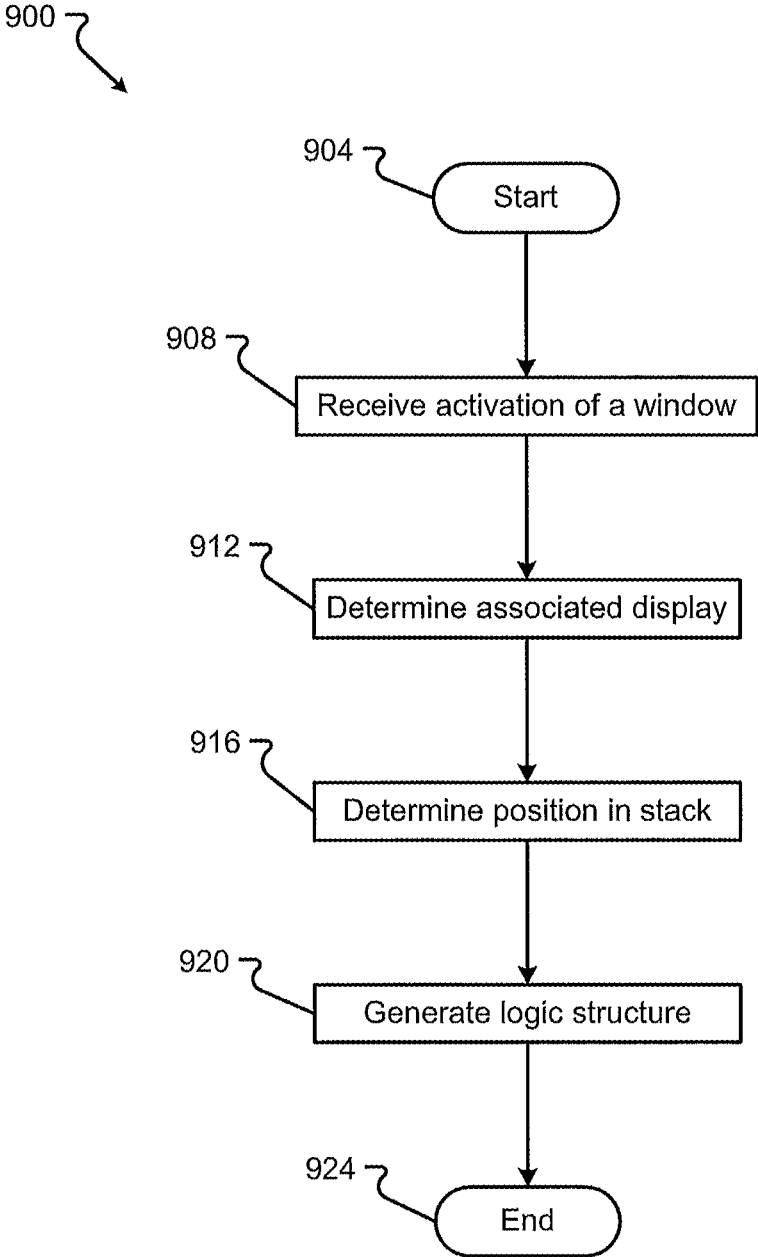 900
904
Start
908
Receive activation of a window
912
Determine associated display
916
Determine position in stack
920
Generate logic structure
924
End